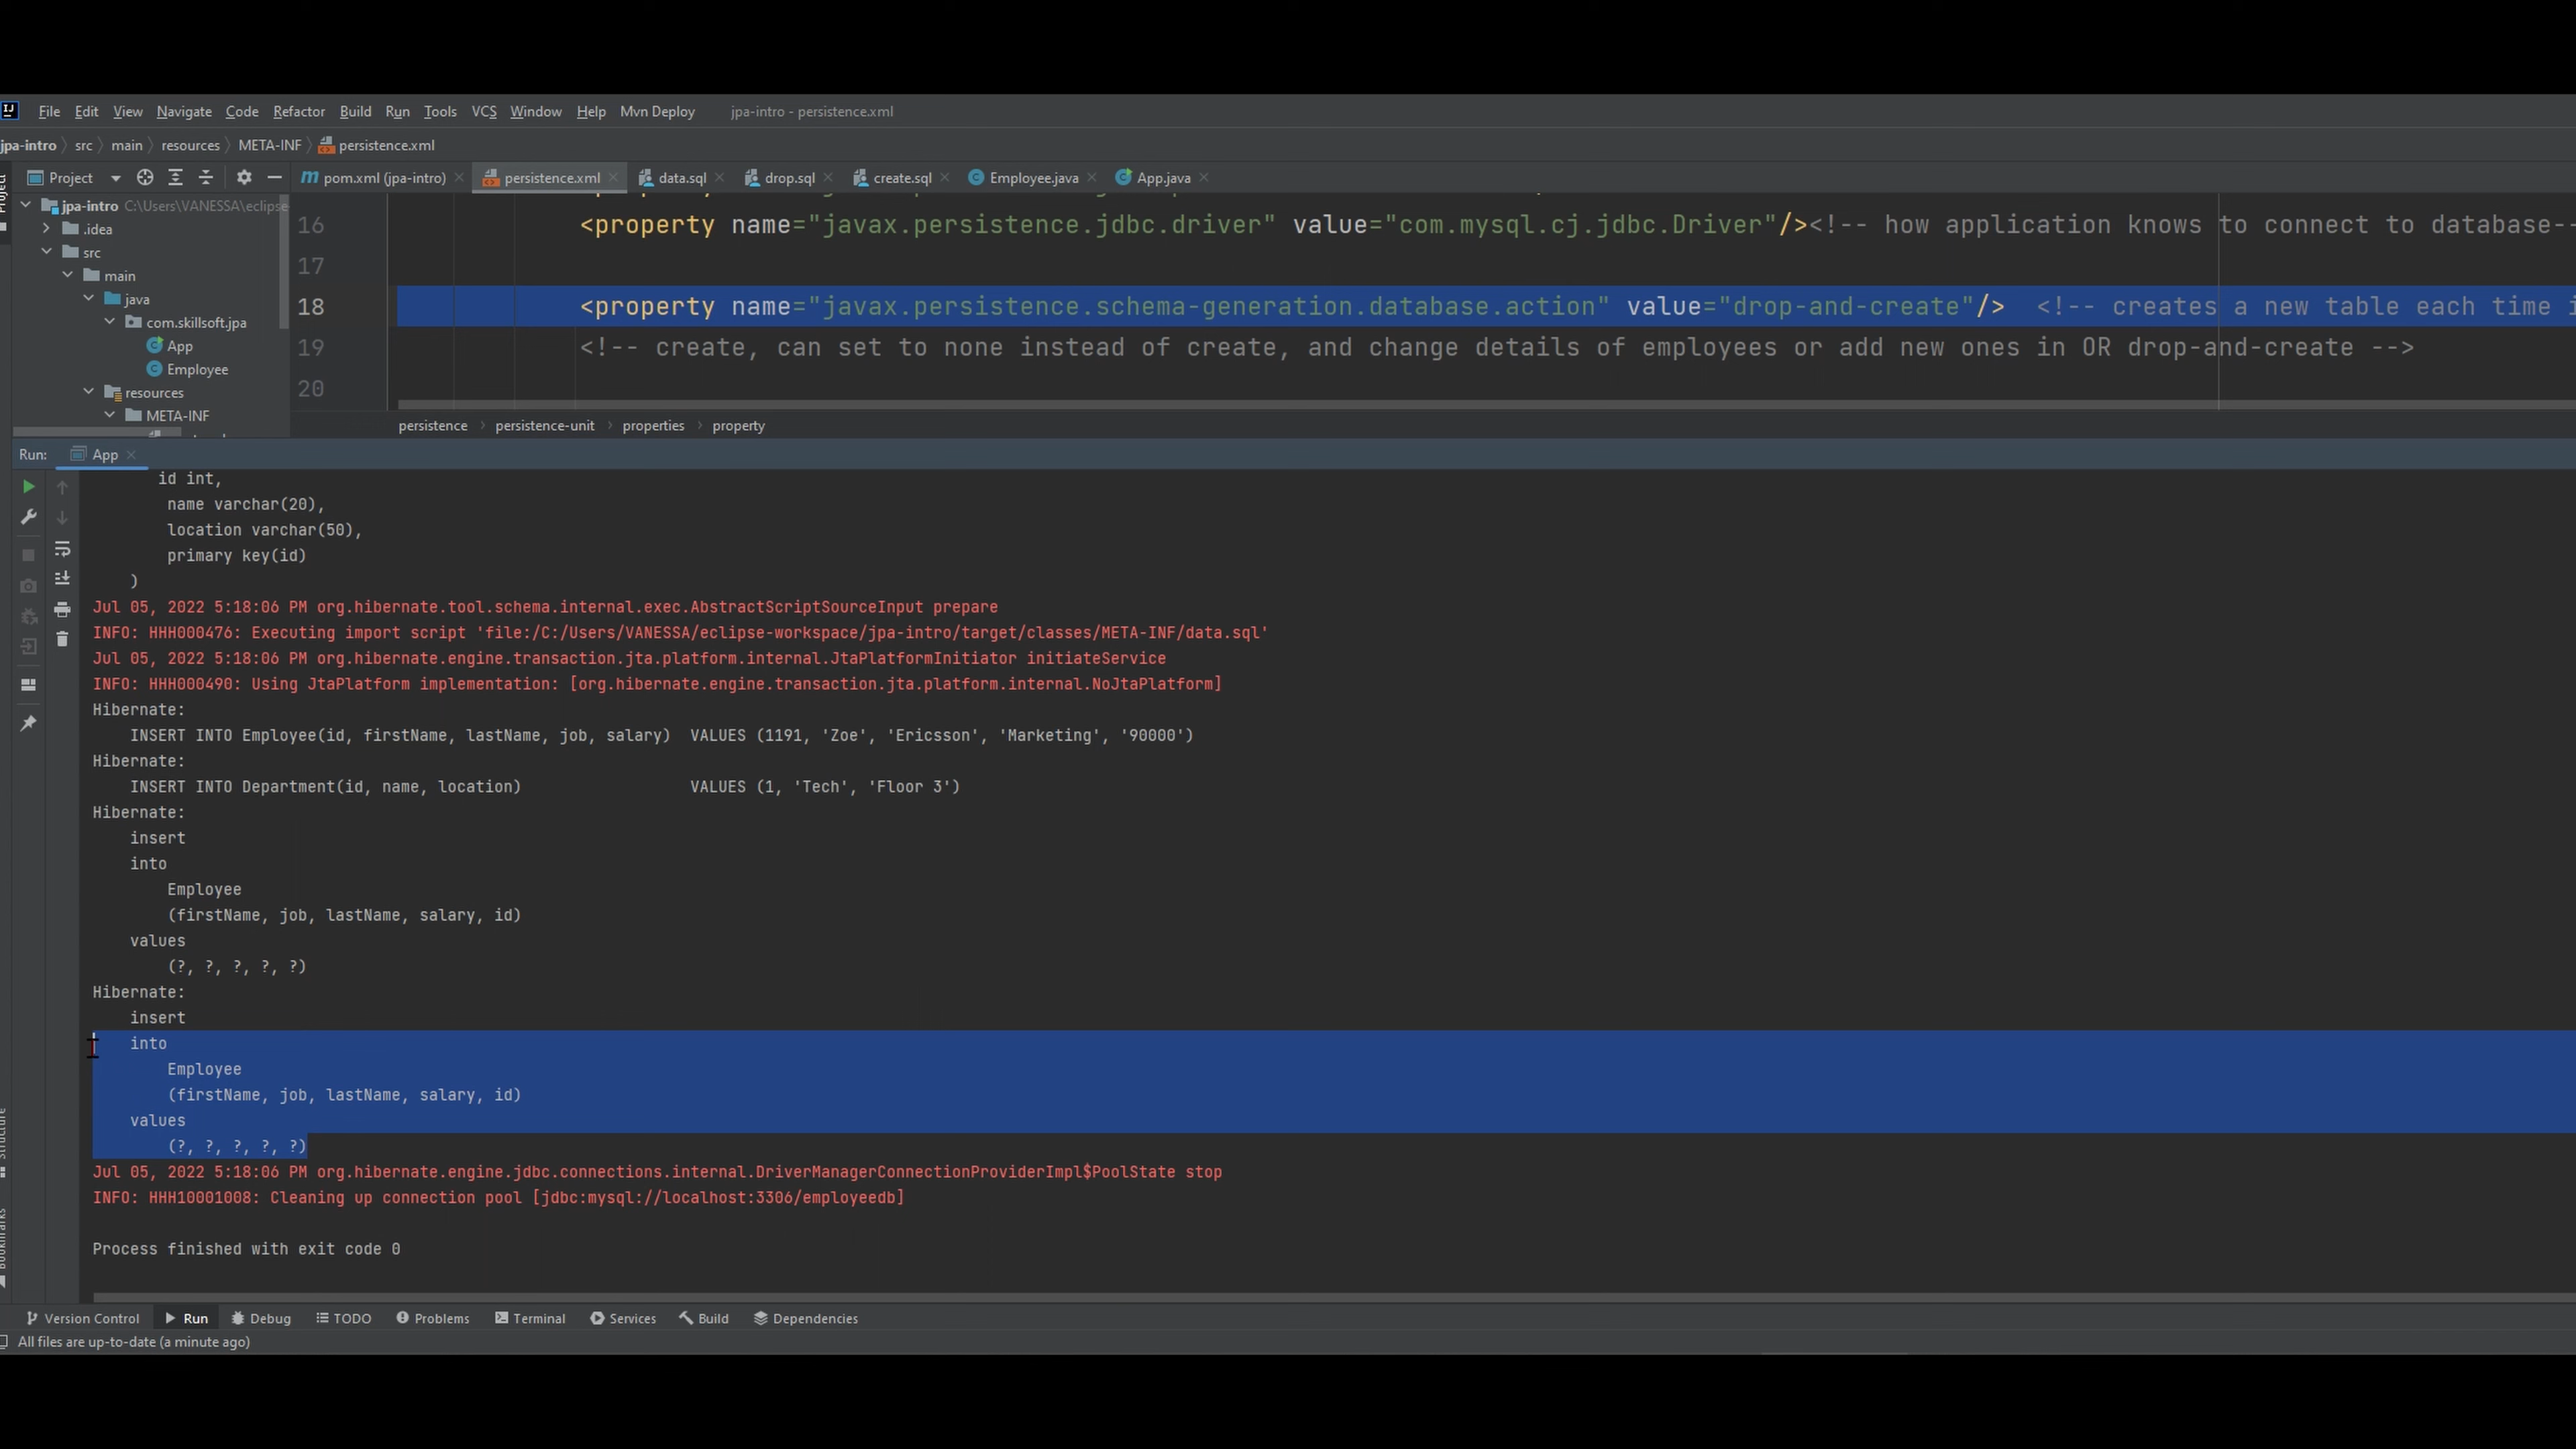 File Edit View Navigate Code Refactor Build Run Tools VCS Window Help Mvn Deploy jpa-intro - persistence.xml
jpa-intro src main resources META-INF persistence.xml
Project pom.xml (jpa-intro) persistence.xml data.sql drop.sql create.sql Employee.java App.java
Project
jpa-intro C:\Users\VANESSA\eclipse
.idea
src
main
java
com.skillsoft.jpa
App
Employee
resources
META-INF
16 <property name="javax.persistence.jdbc.driver" value="com.mysql.cj.jdbc.Driver"/><!-- how application knows to connect to database--
17
18 <property name="javax.persistence.schema-generation.database.action" value="drop-and-create"/> <!-- creates a new table each time
19 <!-- create, can set to none instead of create, and change details of employees or add new ones in OR drop-and-create -->
20
persistence persistence-unit properties property
Run: App
id int,
name varchar(20),
location varchar(50),
primary key(id)
)
Jul 05, 2022 5:18:06 PM org.hibernate.tool.schema.internal.exec.AbstractScriptSourceInput prepare
INFO: HHH000476: Executing import script 'file:/C:/Users/VANESSA/eclipse-workspace/jpa-intro/target/classes/META-INF/data.sql'
Jul 05, 2022 5:18:06 PM org.hibernate.engine.transaction.jta.platform.internal.JtaPlatformInitiator initiateService
INFO: HHH000490: Using JtaPlatform implementation: [org.hibernate.engine.transaction.jta.platform.internal.NoJtaPlatform]
Hibernate:
INSERT INTO Employee(id, firstName, lastName, job, salary) VALUES (1191, 'Zoe', 'Ericsson', 'Marketing', '90000')
Hibernate:
INSERT INTO Department(id, name, location) VALUES (1, 'Tech', 'Floor 3')
Hibernate:
insert
into
Employee
(firstName, job, lastName, salary, id)
values
(?, ?, ?, ?, ?)
Hibernate:
insert
into
Employee
(firstName, job, lastName, salary, id)
values
(?, ?, ?, ?, ?)
Jul 05, 2022 5:18:06 PM org.hibernate.engine.jdbc.connections.internal.DriverManagerConnectionProviderImpl$PoolState stop
INFO: HHH10001008: Cleaning up connection pool [jdbc:mysql://localhost:3306/employeedb]
Process finished with exit code 0
Structure
Bookmarks
Version Control Run Debug TODO Problems Terminal Services Build Dependencies
All files are up-to-date (a minute ago)